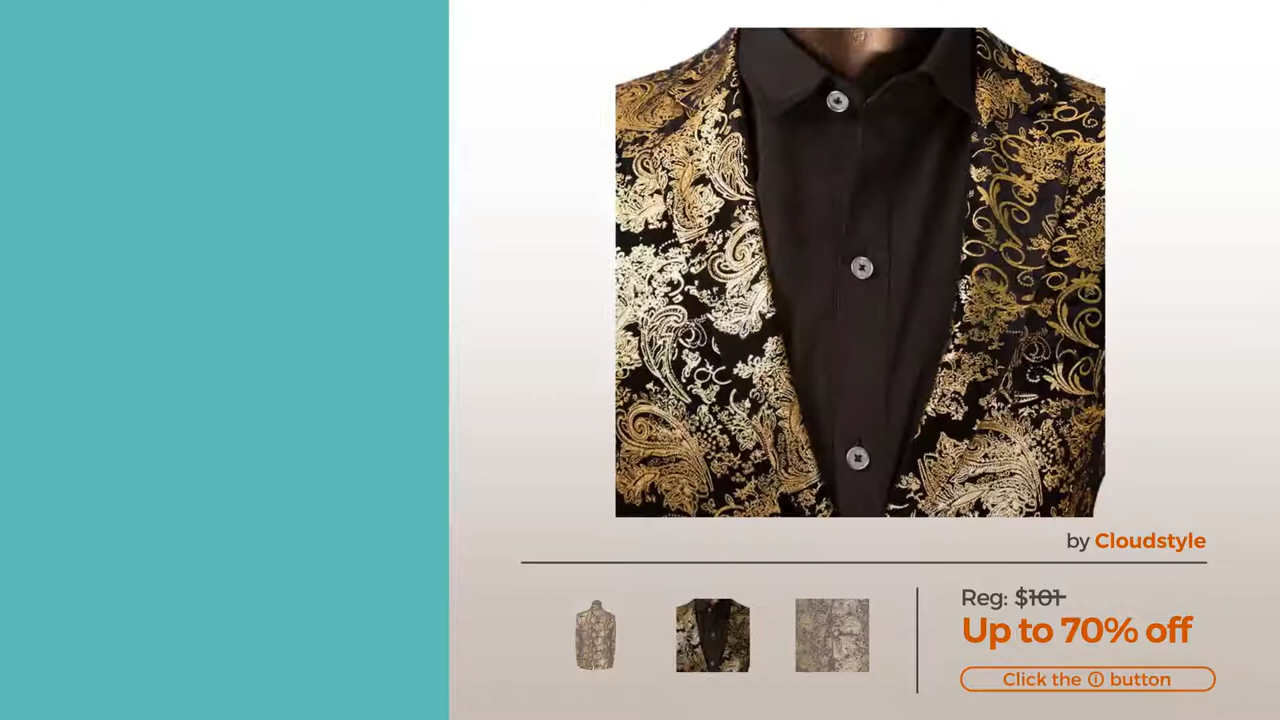 by Cloudstyle
Reg: $101
Up to 70% off
Click the ⓘ button